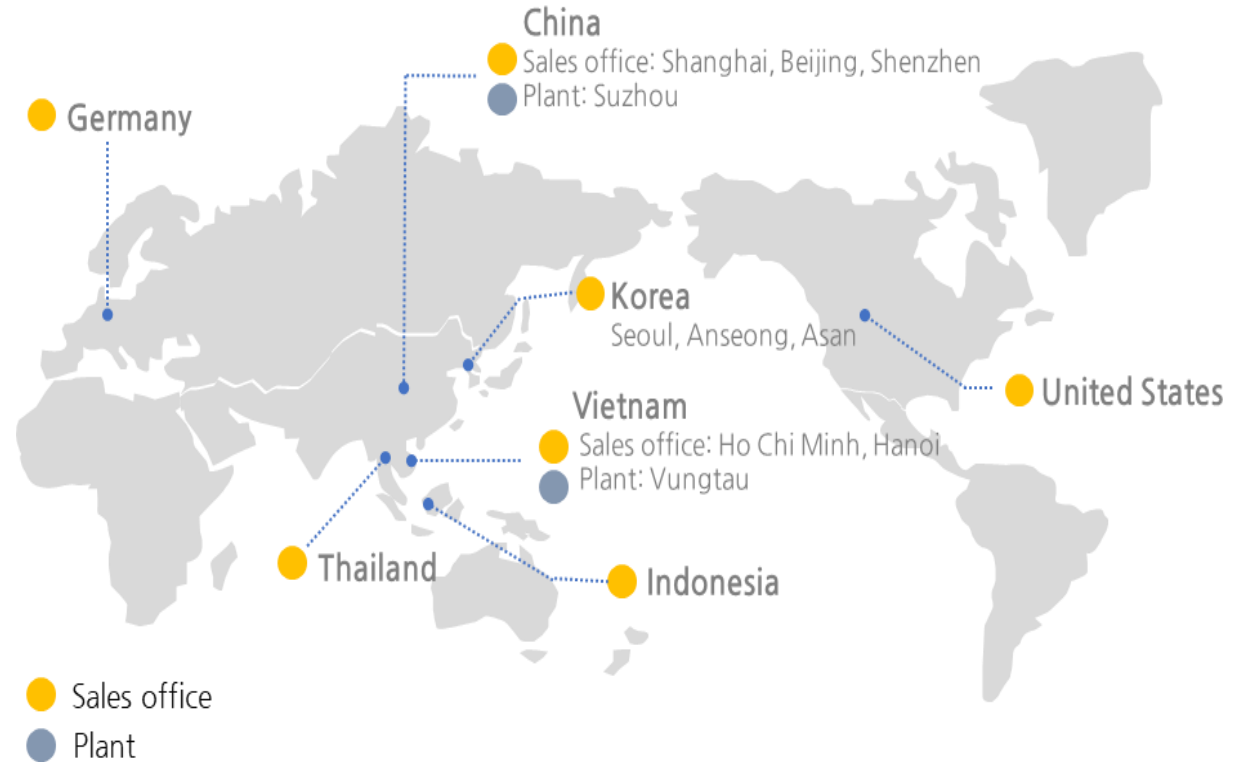 China
Sales office: Shanghai, Beijing, Shenzhen
Plant: Suzhou
Germany
Korea
Seoul, Anseong, Asan
United States
Vietnam
Sales office: Ho Chi Minh, Hanoi
Plant: Vungtau
Thailand
Indonesia
Sales office
Plant